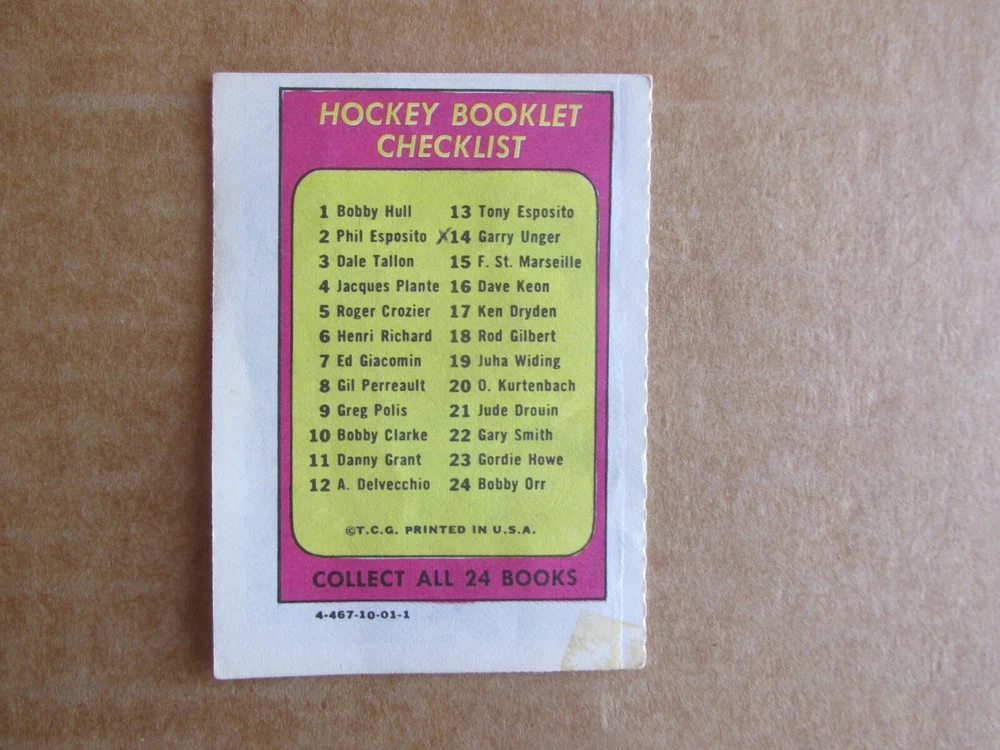 HOCKEY BOOKLET
CHECKLIST
1 Bobby Hull
2 Phil Esposito
3 Dale Tallon
4 Jacques Plante
5 Roger Crozier
6 Henri Richard
7 Ed Giacomin
8 Gil Perreault
9 Greg Polis
10 Bobby Clarke
11 Danny Grant
12 A. Delvecchio
13 Tony Esposito
X14 Garry Unger
15 F. St. Marseille
16 Dave Keon
17 Ken Dryden
18 Rod Gilbert
19 Juha Widing
20 O. Kurtenbach
21 Jude Drouin
22 Gary Smith
23 Gordie Howe
24 Bobby Orr
©T.C.G. PRINTED IN U.S.A.
COLLECT ALL 24 BOOKS
4-467-10-01-1